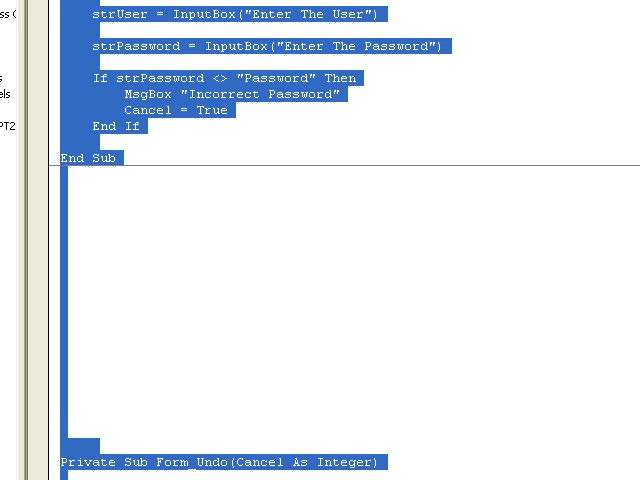 strUser = InputBox("Enter The User")
strPassword = InputBox("Enter The Password")
If strPassword <> "Password" Then
MsgBox "Incorrect Password"
Cancel = True
End If
End Sub
Private Sub Form_Undo(Cancel As Integer)